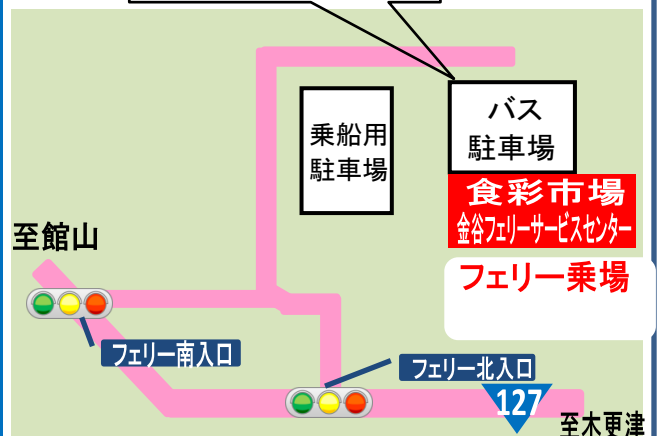 バス
駐車場
乗船用
駐車場
食彩市場
金谷フェリーサービスセンター
至館山
フェリー乗場
フェリー南入口
フェリー北入口
127
至木更津